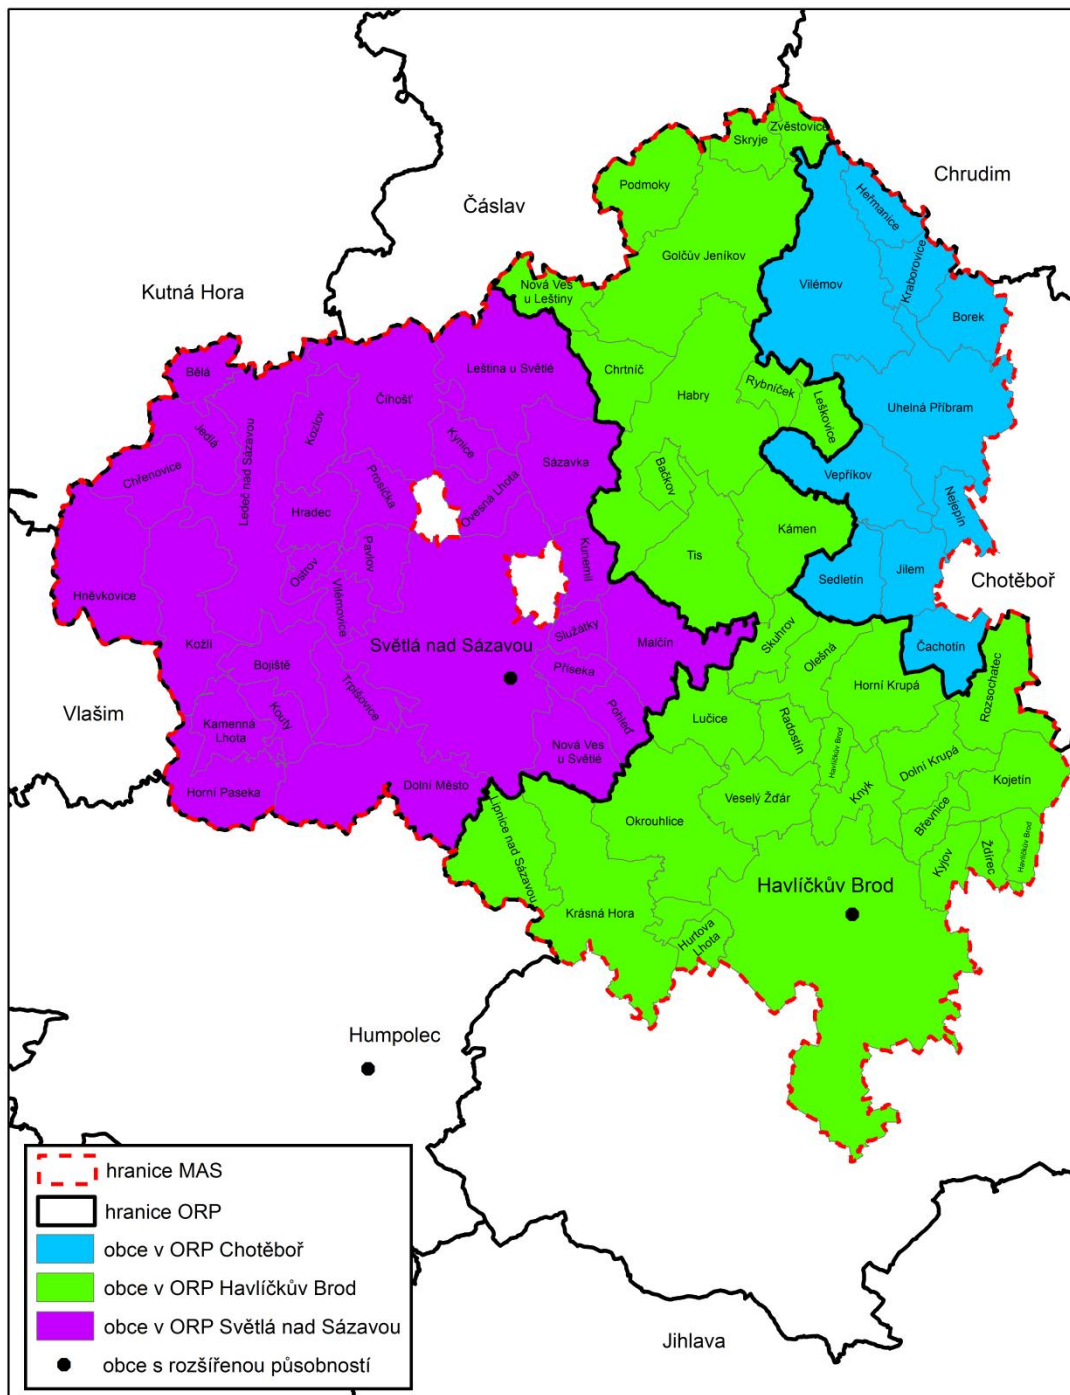 Zvěstovice
Skryje
Chrudim
Podmoky
Heřmanice
Čáslav
Golčův Jeníkov
Kraborovice
Kutná Hora
Nová Ves
u Leštiny
Vilémov
Borek
Bělá
Leština u Světlé
Chrtníč
Číhošť
Habry
Rybníček
Leškovice
Uhelná Příbram
Jedlá
Ledeč nad Sázavou
Kozlov
Kynice
Sázavka
Chřenovice
Bačkov
Vepříkov
Prosíčka
Ovesná Lhota
Nejepín
Hradec
Kámen
Pavlov
Kunemil
Tis
Ostrov
Sedletín
Jilem
Chotěboř
Hněvkovice
Vilémovice
Služátky
Skuhrov
Olešná
Kožlí
Světlá nad Sázavou
Malčín
Čachotín
Bojiště
Příseka
Horní Krupá
Rozsochatec
Trpišovice
Vlašim
Kamenná
Lhota
Kouty
Pohleď
Lučice
Radostín
Nová Ves
u Světlé
Havlíčkův Brod
Dolní Krupá
Kojetín
Horní Paseka
Dolní Město
Veselý Žďár
Knyk
Lipnice nad Sázavou
Okrouhlice
Břevnice
Kyjov
Ždírec
Havlíčkův Brod
Havlíčkův Brod
Krásná Hora
Hurtova
Lhota
Humpolec
hranice MAS
hranice ORP
obce v ORP Chotěboř
obce v ORP Havlíčkův Brod
obce v ORP Světlá nad Sázavou
obce s rozšířenou působností
Jihlava